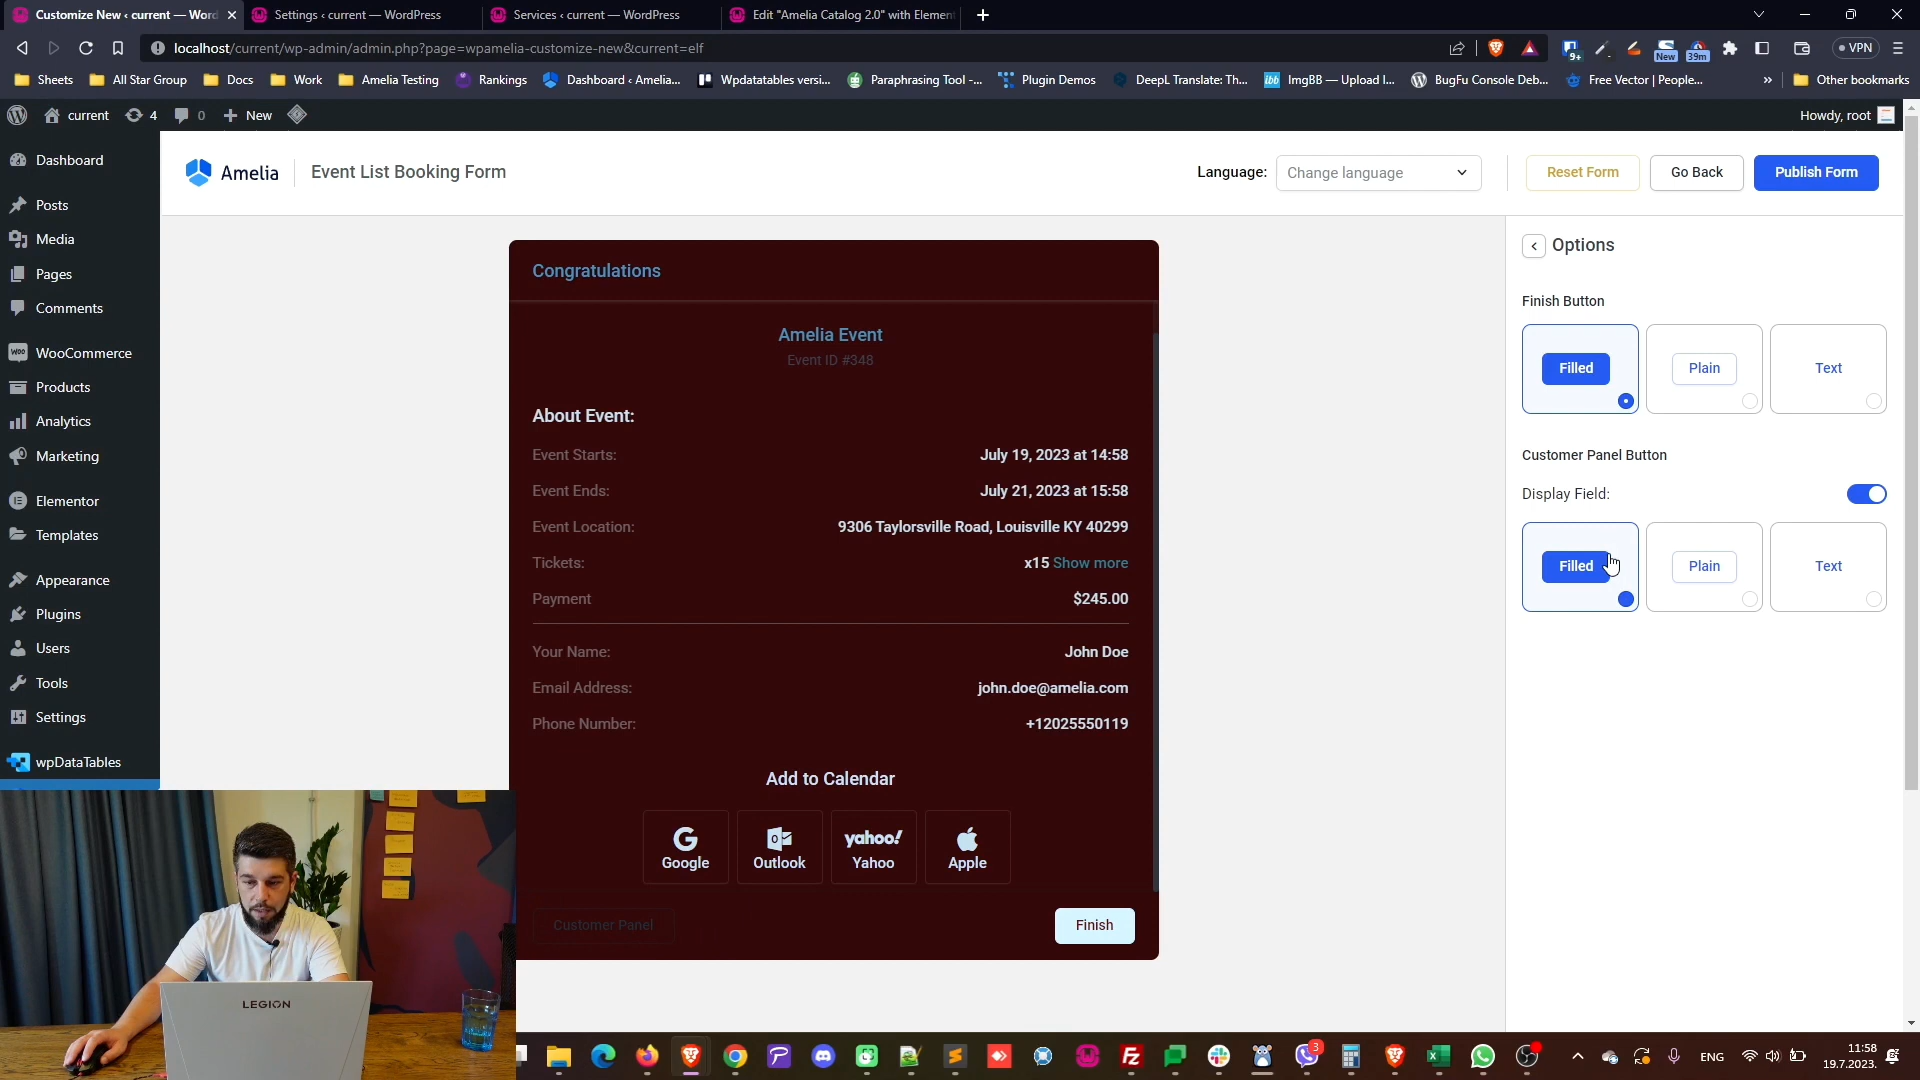 Customize New ‹ current — Word
Settings ‹ current — WordPress
Services ‹ current — WordPress
Edit "Amelia Catalog 2.0" with Elemen
localhost/current/wp-admin/admin.php?page=wpamelia-customize-new&current=elf
9+
New
39m
VPN
Sheets
All Star Group
Docs
Work
Amelia Testing
Rankings
Dashboard ‹ Amelia...
Wpdatatables versi...
Paraphrasing Tool -...
Plugin Demos
DeepL Translate: Th...
ibb
ImgBB — Upload I...
BugFu Console Deb...
Free Vector | People...
»
Other bookmarks
current
4
0
New
Howdy, root
Dashboard
Posts
Media
Pages
Comments
Woo
WooCommerce
Products
Analytics
Marketing
Elementor
Templates
Appearance
Plugins
Users
Tools
Settings
wpDataTables
Amelia
Event List Booking Form
Language:
Change language
Reset Form
Go Back
Publish Form
Congratulations
Amelia Event
Event ID #348
About Event:
Event Starts:
July 19, 2023 at 14:58
Event Ends:
July 21, 2023 at 15:58
Event Location:
9306 Taylorsville Road, Louisville KY 40299
Tickets:
x15 Show more
Payment
$245.00
Your Name:
John Doe
Email Address:
john.doe@amelia.com
Phone Number:
+12025550119
Add to Calendar
Google
Outlook
yahoo!
Yahoo
Apple
Customer Panel
Finish
Options
Finish Button
Filled
Plain
Text
Customer Panel Button
Display Field:
Filled
Plain
Text
LEGION
3
ENG
11:58
19.7.2023.